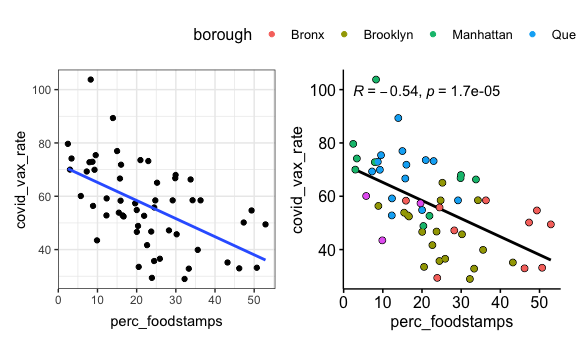 borough Bronx Brooklyn Manhattan Que
R = −0.54, p = 1.7e-05
covid_vax_rate
100
80
60
40
0 10 20 30 40 50
perc_foodstamps
covid_vax_rate
100
80
60
40
0 10 20 30 40 50
perc_foodstamps